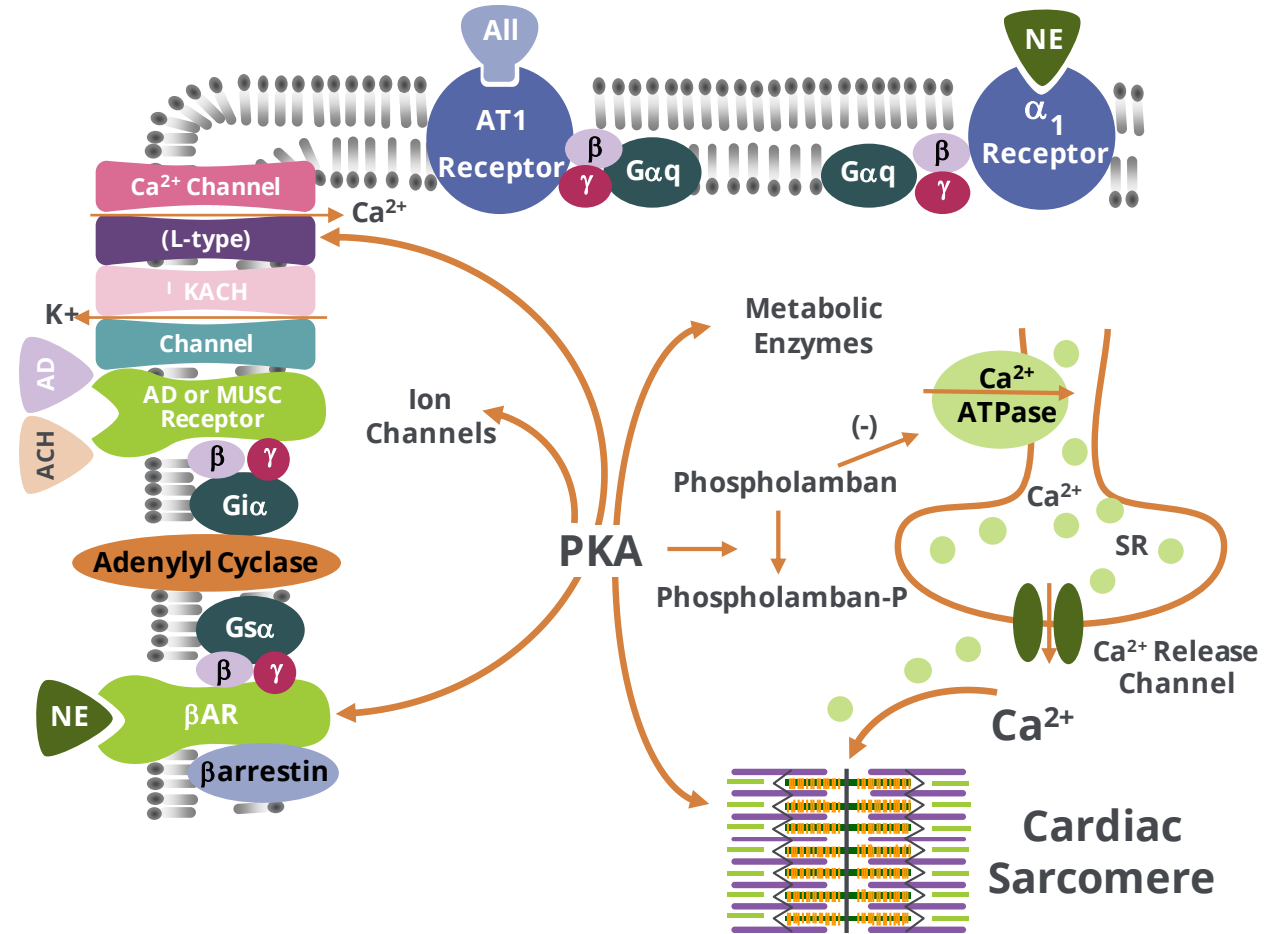 All
NE
AT1
Receptor
β
γ
Gαq
Gαq
β
γ
α1
Receptor
Ca2+ Channel
Ca2+
(L-type)
I KACH
K+
Channel
AD
AD or MUSC
Receptor
ACH
β
γ
Giα
Adenylyl Cyclase
Gsα
β
γ
NE
βAR
βarrestin
Ion
Channels
Metabolic
Enzymes
PKA
(-)
Phospholamban
Phospholamban-P
Ca2+
ATPase
Ca2+
SR
Ca2+ Release
Channel
Ca2+
Cardiac
Sarcomere